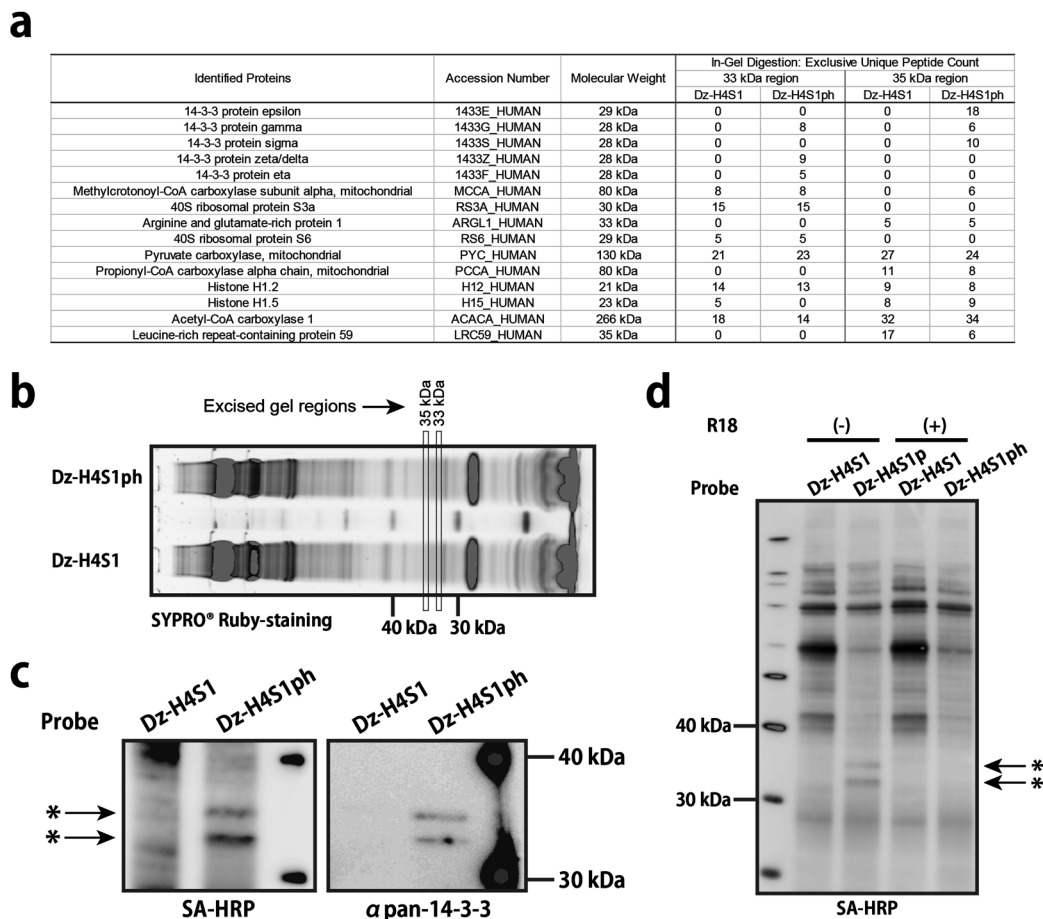 a
In-Gel Digestion: Exclusive Unique Peptide Count
Identified Proteins Accession Number Molecular Weight 33 kDa region 35 kDa region
Dz-H4S1 Dz-H4S1ph Dz-H4S1 Dz-H4S1ph
14-3-3 protein epsilon 1433E_HUMAN 29 kDa 0 0 0 18
14-3-3 protein gamma 1433G_HUMAN 28 kDa 0 8 0 6
14-3-3 protein sigma 1433S_HUMAN 28 kDa 0 0 0 10
14-3-3 protein zeta/delta 1433Z_HUMAN 28 kDa 0 9 0 0
14-3-3 protein eta 1433F_HUMAN 28 kDa 0 5 0 0
Methylcrotonoyl-CoA carboxylase subunit alpha, mitochondrial MCCA_HUMAN 80 kDa 8 8 0 6
40S ribosomal protein S3a RS3A_HUMAN 30 kDa 15 15 0 0
Arginine and glutamate-rich protein 1 ARGL1_HUMAN 33 kDa 0 0 5 5
40S ribosomal protein S6 RS6_HUMAN 29 kDa 5 5 0 0
Pyruvate carboxylase, mitochondrial PYC_HUMAN 130 kDa 21 23 27 24
Propionyl-CoA carboxylase alpha chain, mitochondrial PCCA_HUMAN 80 kDa 0 0 11 8
Histone H1.2 H12_HUMAN 21 kDa 14 13 9 8
Histone H1.5 H15_HUMAN 23 kDa 5 0 8 9
Acetyl-CoA carboxylase 1 ACACA_HUMAN 266 kDa 18 14 32 34
Leucine-rich repeat-containing protein 59 LRC59_HUMAN 35 kDa 0 0 17 6
b
Excised gel regions
35 kDa
33 kDa
Dz-H4S1ph
Dz-H4S1
SYPRO® Ruby-staining
40 kDa
30 kDa
c
Probe
Dz-H4S1
Dz-H4S1ph
Dz-H4S1
Dz-H4S1ph
40 kDa
*
*
30 kDa
SA-HRP
α pan-14-3-3
d
R18 (-) (+)
Probe
Dz-H4S1
Dz-H4S1p
Dz-H4S1
Dz-H4S1ph
40 kDa
*
*
30 kDa
SA-HRP